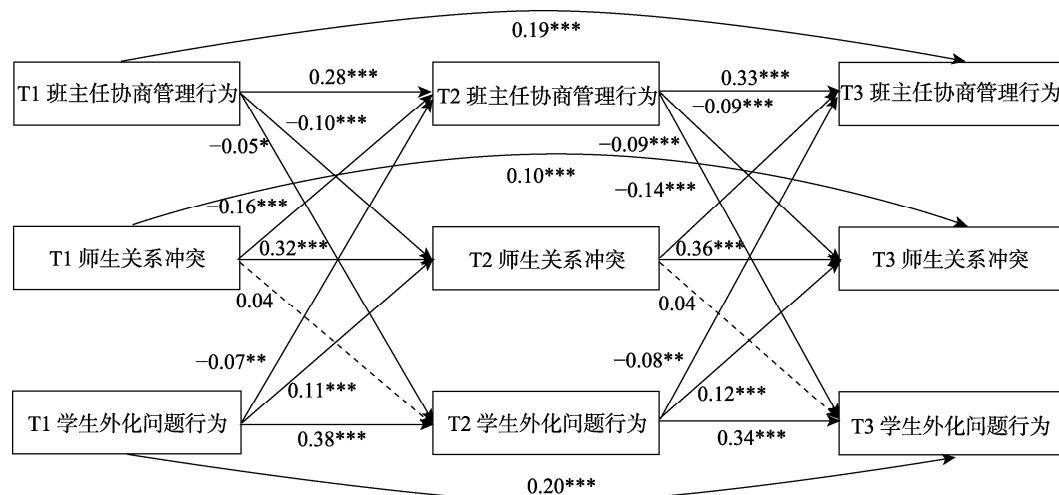 0.19***
T1 班主任协商管理行为
0.28***
T2 班主任协商管理行为
0.33***
T3 班主任协商管理行为
−0.10***
−0.09***
−0.05*
−0.09***
0.10***
−0.14***
−0.16***
T1 师生关系冲突
0.32***
T2 师生关系冲突
0.36***
T3 师生关系冲突
0.04
0.04
−0.07**
−0.08**
0.11***
0.12***
T1 学生外化问题行为
0.38***
T2 学生外化问题行为
0.34***
T3 学生外化问题行为
0.20***